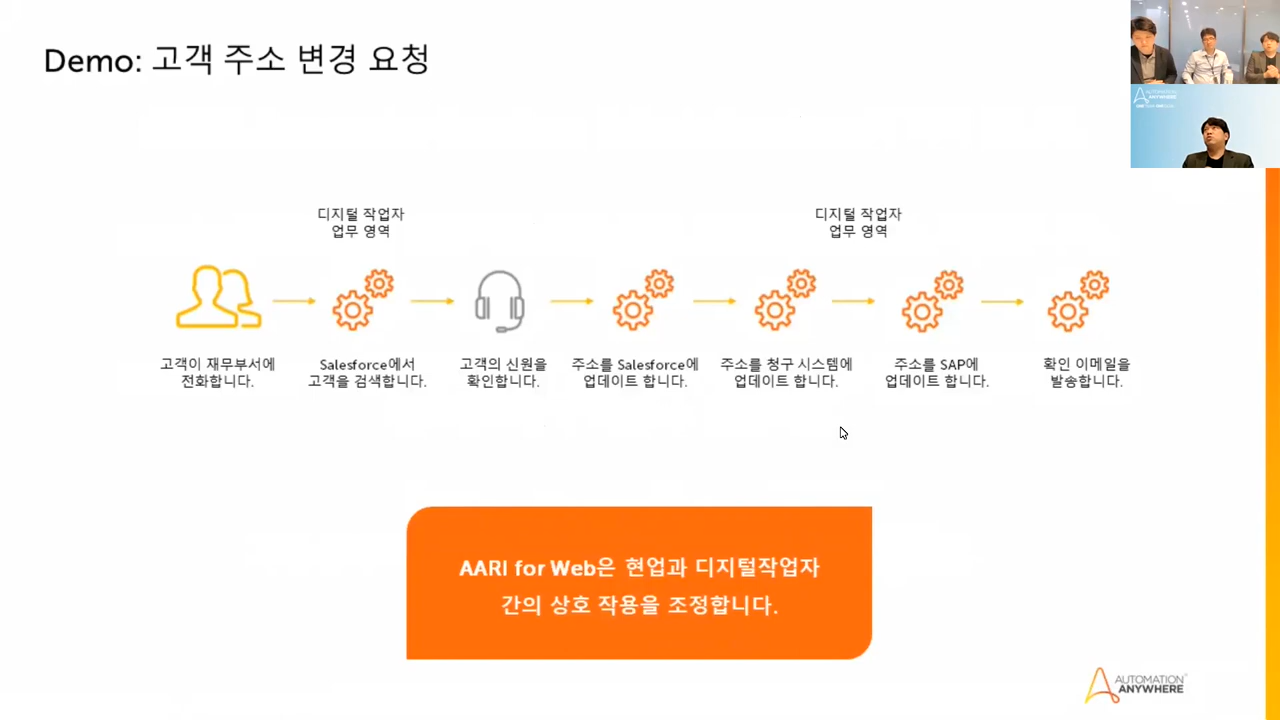 Demo: 고객 주소 변경 요청
AUTOMATION
ANYWHERE
디지털 작업자
업무 영역
디지털 작업자
업무 영역
고객이 재무부서에
전화합니다.
Salesforce에서
고객을 검색합니다.
고객의 신원을
확인합니다.
주소를 Salesforce에
업데이트 합니다.
주소를 청구 시스템에
업데이트 합니다.
주소를 SAP에
업데이트 합니다.
확인 이메일을
발송합니다.
AARI for Web은 현업과 디지털작업자
간의 상호 작용을 조정합니다.
AUTOMATION
ANYWHERE